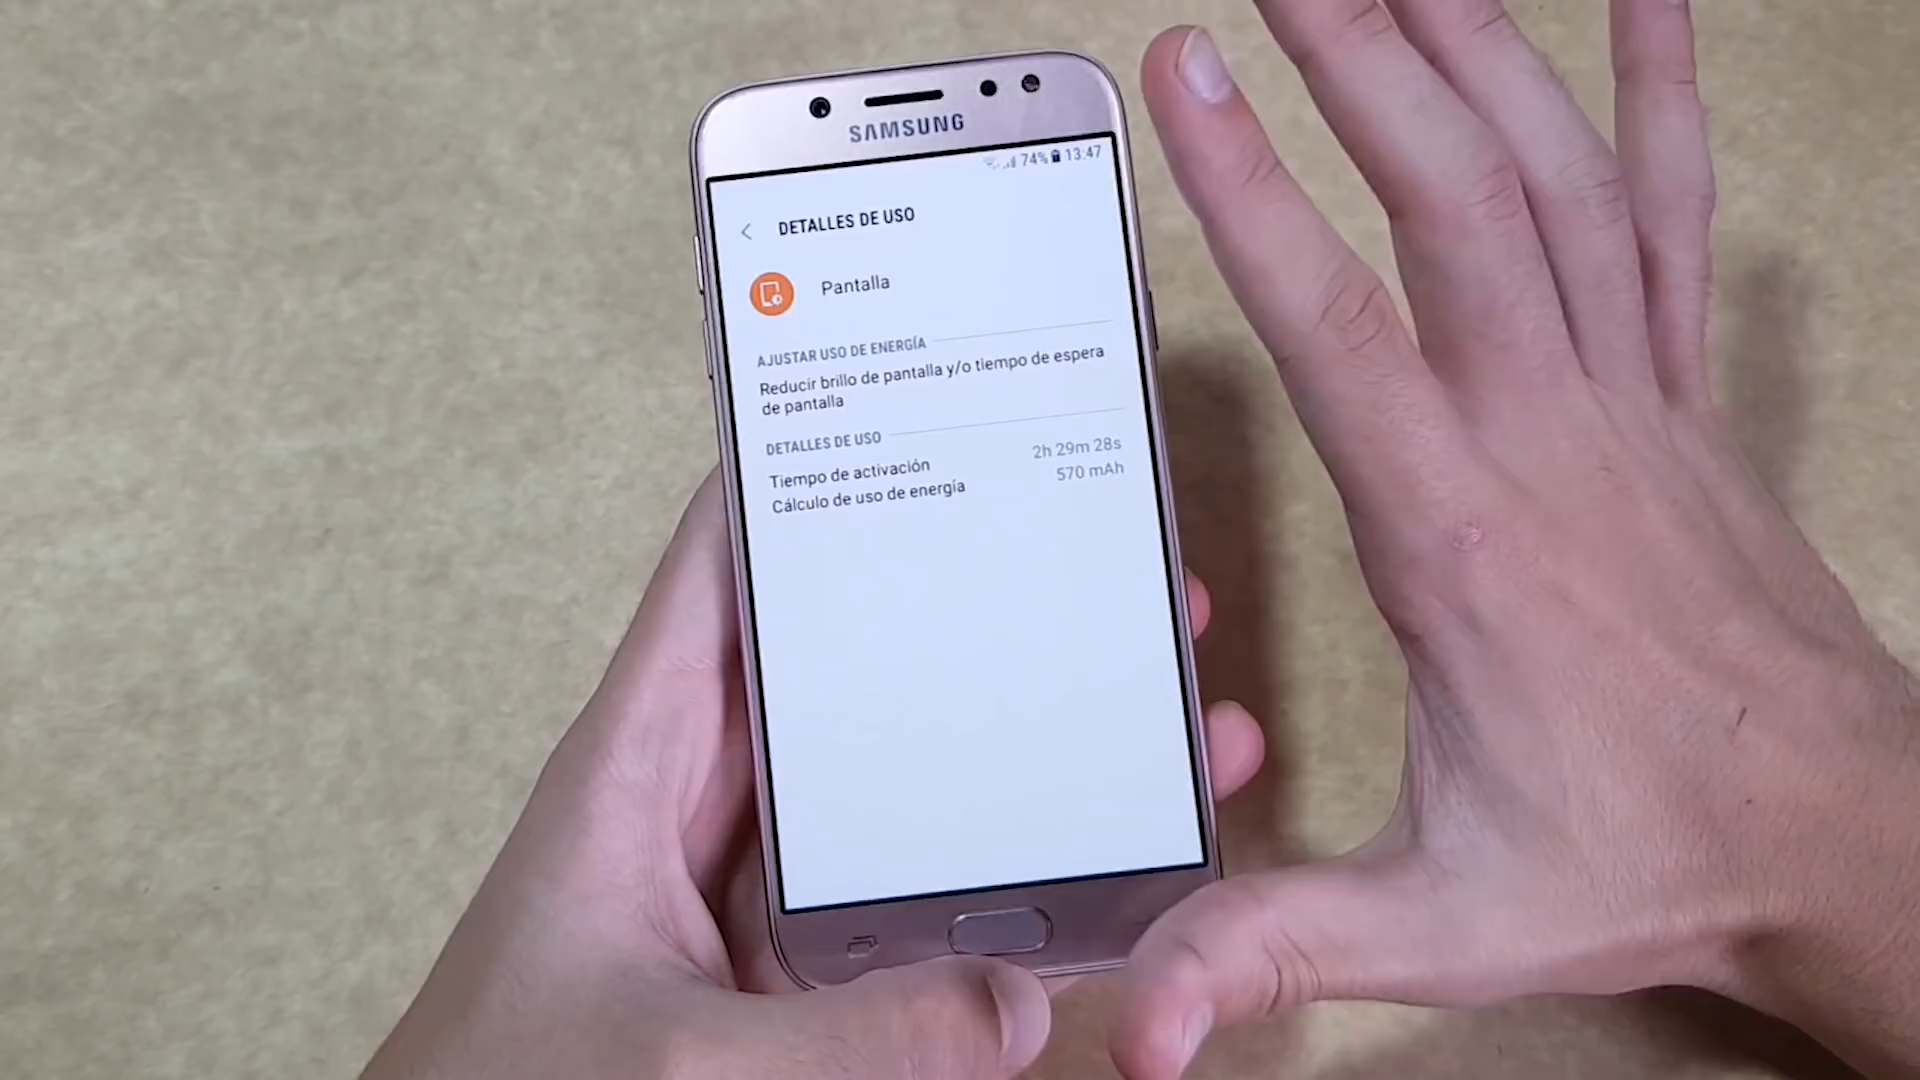 SAMSUNG
74% 13:47
DETALLES DE USO
Pantalla
AJUSTAR USO DE ENERGÍA
Reducir brillo de pantalla y/o tiempo de espera
de pantalla
DETALLES DE USO
Tiempo de activación 2h 29m 28s
Cálculo de uso de energía 570 mAh